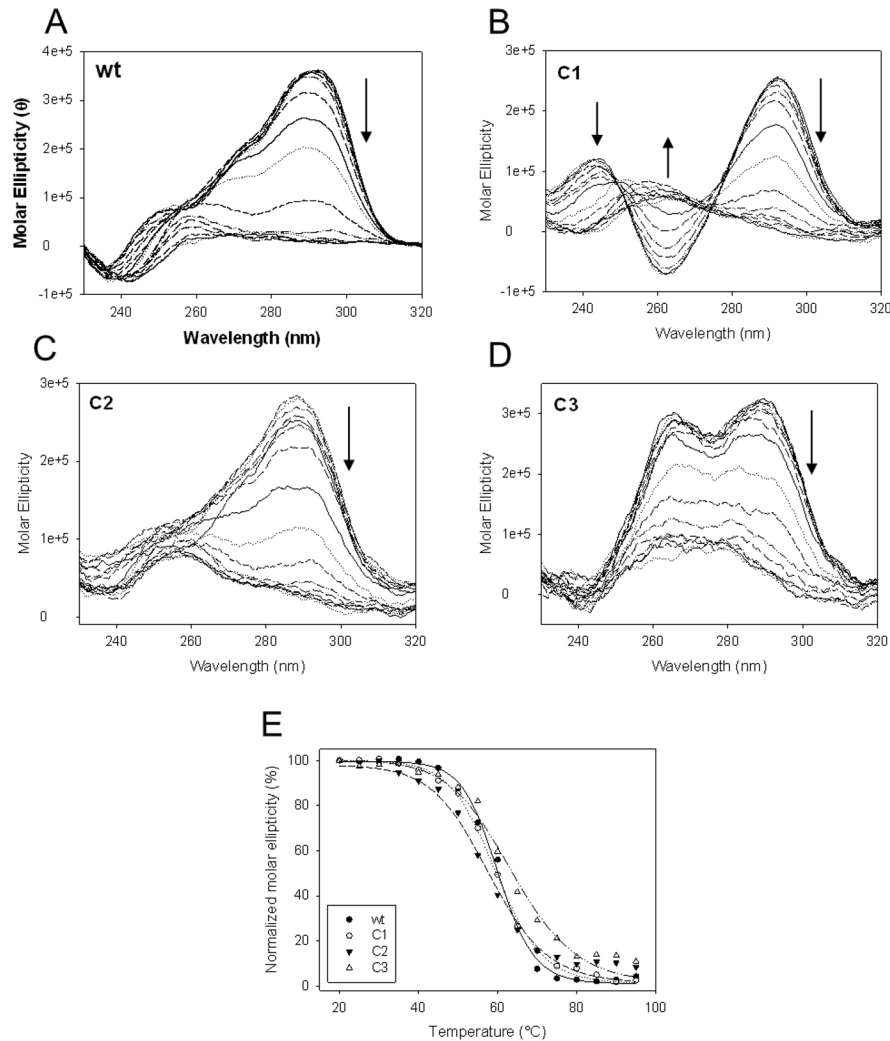 A
wt
Molar Ellipticity (θ)
4e+5
3e+5
2e+5
1e+5
0
-1e+5
240 260 280 300 320
Wavelength (nm)
B
C1
Molar Ellipticity
3e+5
2e+5
1e+5
0
-1e+5
240 260 280 300 320
Wavelength (nm)
C
C2
Molar Ellipticity
3e+5
2e+5
1e+5
0
240 260 280 300 320
Wavelength (nm)
D
C3
Molar Ellipticity
3e+5
2e+5
1e+5
0
240 260 280 300 320
Wavelength (nm)
E
Normalized molar ellipticity (%)
100
80
60
40
20
0
wt
C1
C2
C3
20 40 60 80 100
Temperature (°C)